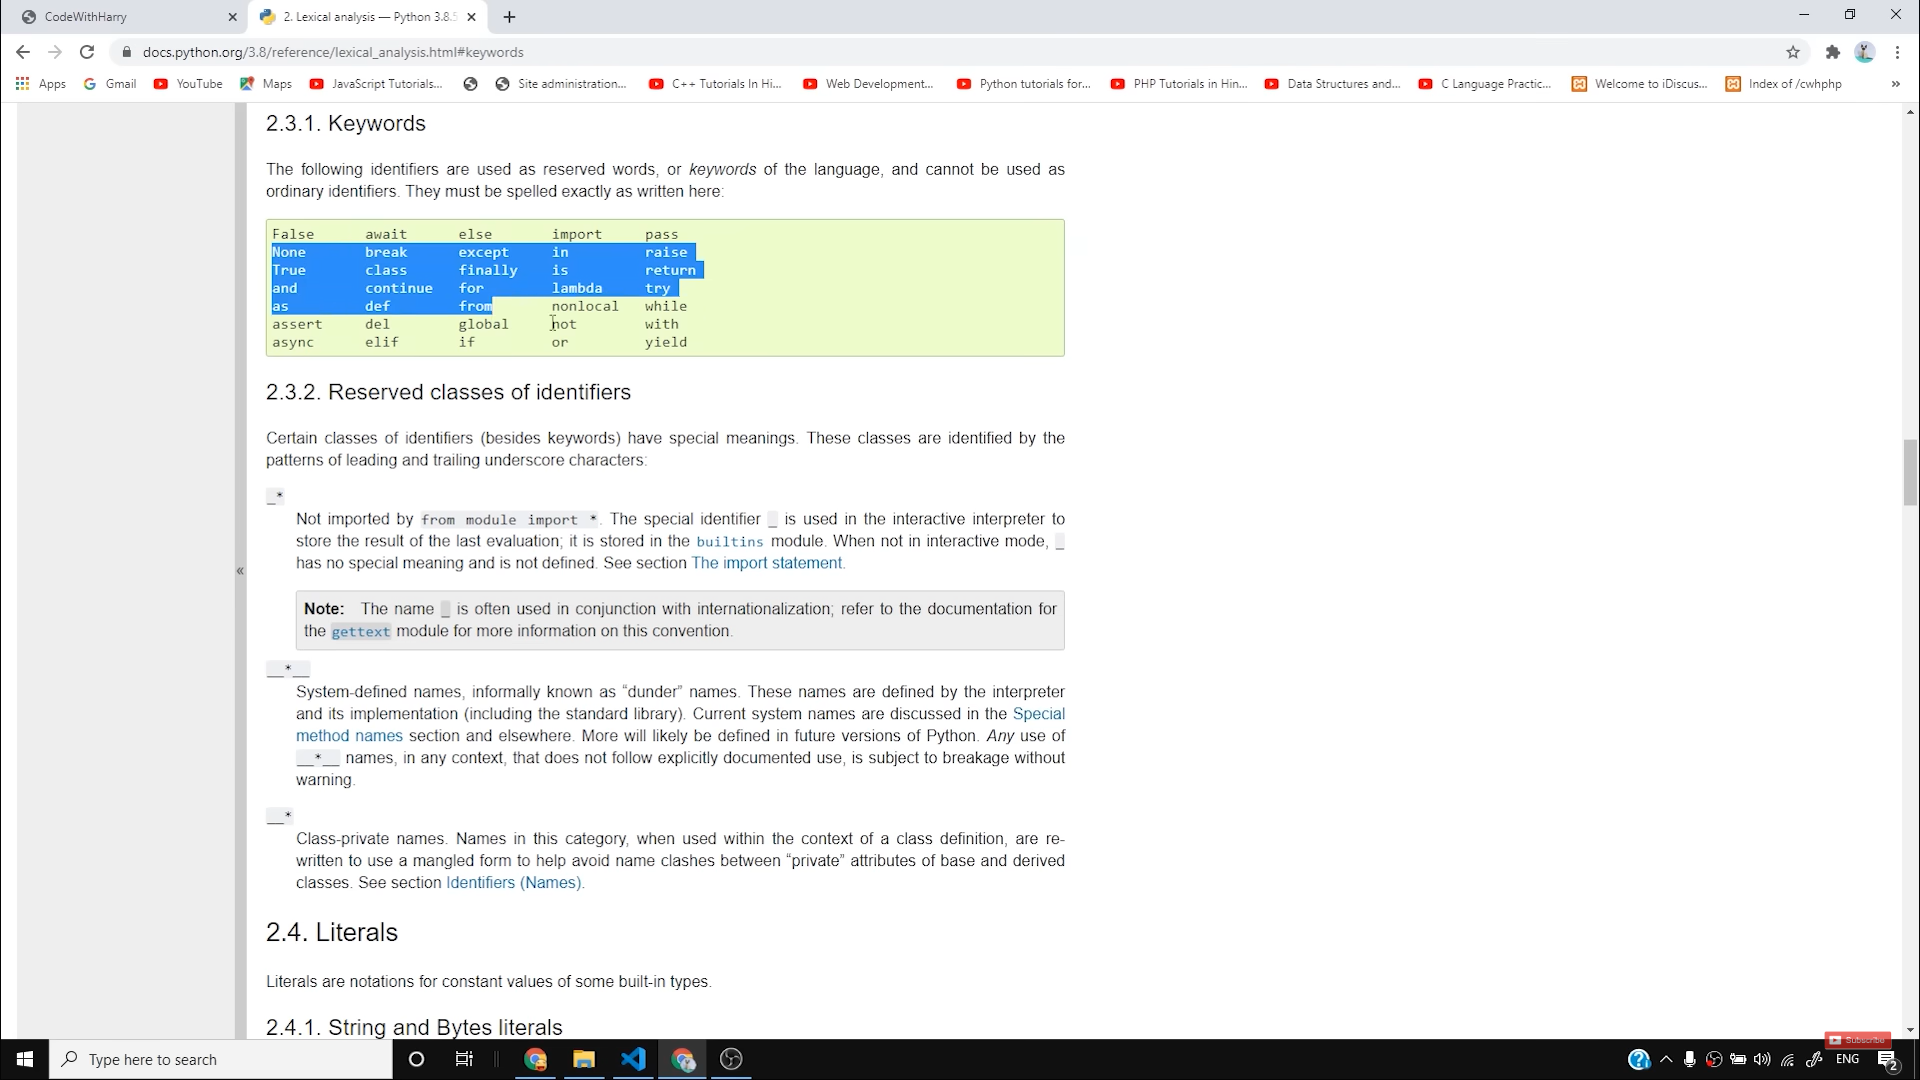 CodeWithHarry
2. Lexical analysis — Python 3.8.5
docs.python.org/3.8/reference/lexical_analysis.html#keywords
Apps Gmail YouTube Maps JavaScript Tutorials... Site administration... C++ Tutorials In Hi... Web Development... Python tutorials for... PHP Tutorials in Hin... Data Structures and... C Language Practic... Welcome to iDiscus... Index of /cwhphp »
2.3.1. Keywords
The following identifiers are used as reserved words, or keywords of the language, and cannot be used as
ordinary identifiers. They must be spelled exactly as written here:
False await else import pass
None break except in raise
True class finally is return
and continue for lambda try
as def from nonlocal while
assert del global not with
async elif if or yield
2.3.2. Reserved classes of identifiers
Certain classes of identifiers (besides keywords) have special meanings. These classes are identified by the
patterns of leading and trailing underscore characters:
_*
Not imported by from module import *. The special identifier _ is used in the interactive interpreter to
store the result of the last evaluation; it is stored in the builtins module. When not in interactive mode, _
has no special meaning and is not defined. See section The import statement.
«
Note: The name _ is often used in conjunction with internationalization; refer to the documentation for
the gettext module for more information on this convention.
__*__
System-defined names, informally known as “dunder” names. These names are defined by the interpreter
and its implementation (including the standard library). Current system names are discussed in the Special
method names section and elsewhere. More will likely be defined in future versions of Python. Any use of
__*__ names, in any context, that does not follow explicitly documented use, is subject to breakage without
warning.
__*
Class-private names. Names in this category, when used within the context of a class definition, are re-
written to use a mangled form to help avoid name clashes between “private” attributes of base and derived
classes. See section Identifiers (Names).
2.4. Literals
Literals are notations for constant values of some built-in types.
2.4.1. String and Bytes literals
Subscribe
Type here to search
ENG
2